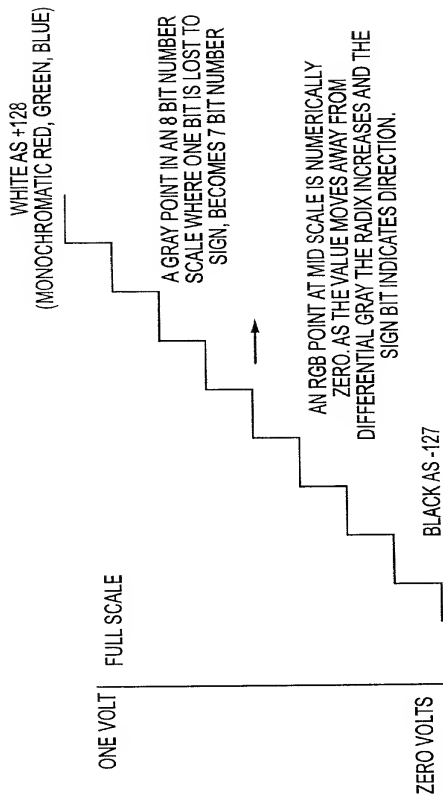 WHITE AS +128
(MONOCHROMATIC RED, GREEN, BLUE)
A GRAY POINT IN AN 8 BIT NUMBER
SCALE WHERE ONE BIT IS LOST TO
SIGN, BECOMES 7 BIT NUMBER
AN RGB POINT AT MID SCALE IS NUMERICALLY
ZERO. AS THE VALUE MOVES AWAY FROM
DIFFERENTIAL GRAY THE RADIX INCREASES AND THE
SIGN BIT INDICATES DIRECTION.
BLACK AS -127
ONE VOLT
FULL SCALE
ZERO VOLTS